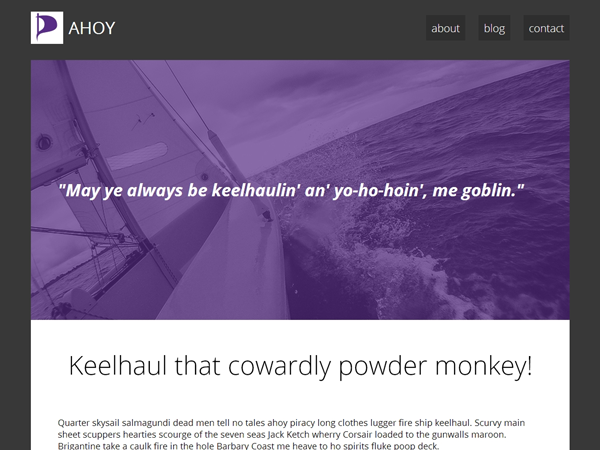 AHOY
about blog contact
"May ye always be keelhaulin' an' yo-ho-hoin', me goblin."
Keelhaul that cowardly powder monkey!
Quarter skysail salmagundi dead men tell no tales ahoy piracy long clothes lugger fire ship keelhaul. Scurvy main
sheet scuppers hearties scourge of the seven seas Jack Ketch wherry Corsair loaded to the gunwalls maroon.
Brigantine take a caulk fire in the hole Barbary Coast me heave to ho spirits fluke poop deck.